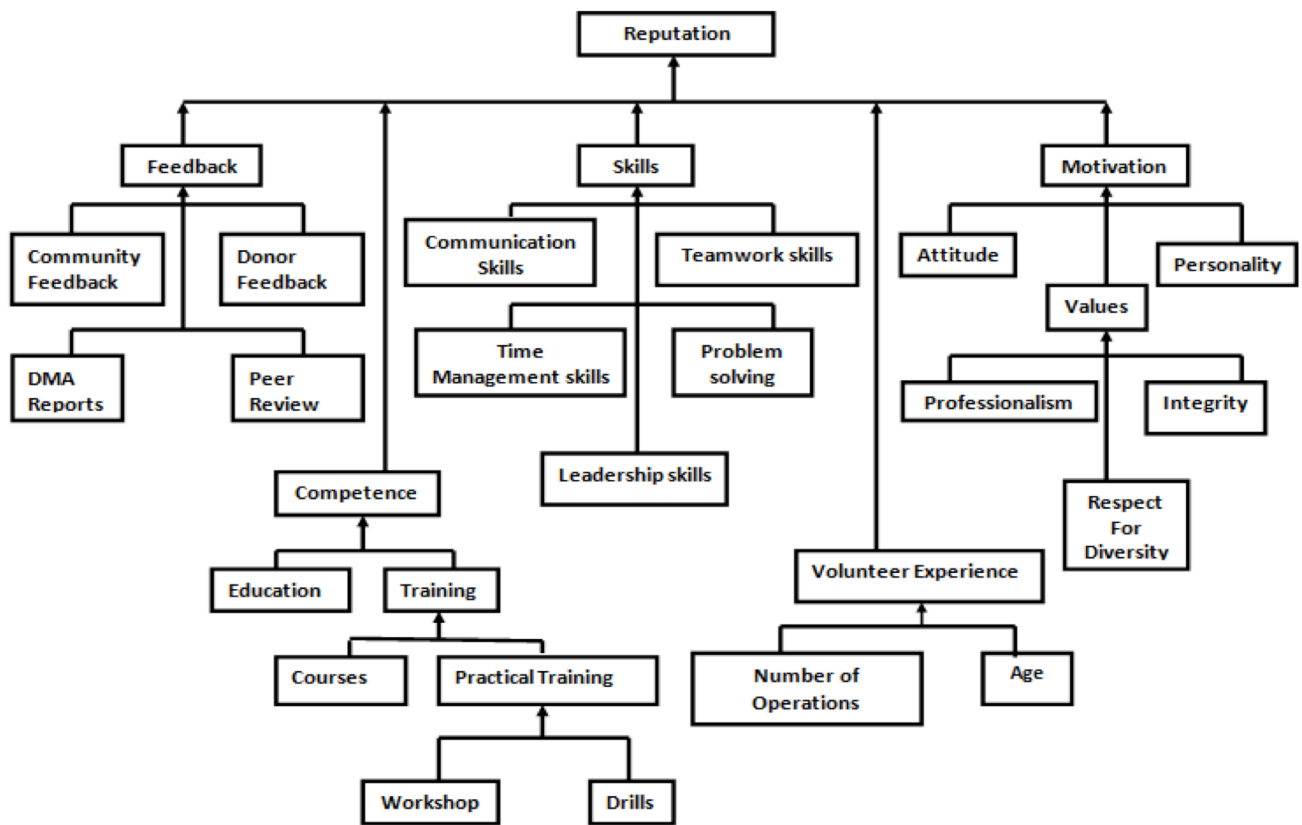 Reputation
Feedback
Skills
Motivation
Community
Feedback
Donor
Feedback
Communication
Skills
Teamwork skills
Attitude
Personality
Values
DMA
Reports
Peer
Review
Time
Management skills
Problem
solving
Professionalism
Integrity
Leadership skills
Competence
Respect
For
Diversity
Volunteer Experience
Education
Training
Courses
Practical Training
Number of
Operations
Age
Workshop
Drills